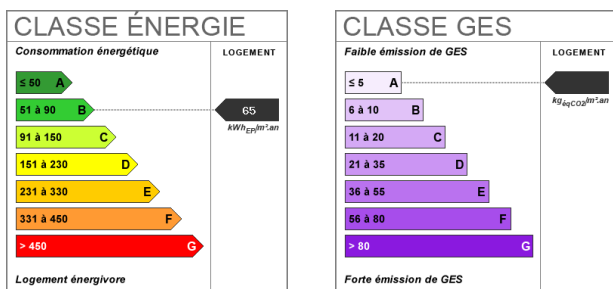 CLASSE ÉNERGIE
Consommation énergétique
LOGEMENT
≤ 50 A
51 à 90 B
65
kWhEP/m².an
91 à 150 C
151 à 230 D
231 à 330 E
331 à 450 F
> 450 G
Logement énergivore
CLASSE GES
Faible émission de GES
LOGEMENT
≤ 5 A
kgéqCO2/m².an
6 à 10 B
11 à 20 C
21 à 35 D
36 à 55 E
56 à 80 F
> 80 G
Forte émission de GES